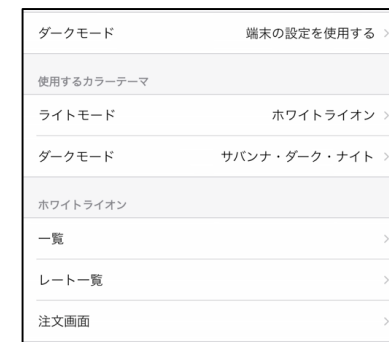 ダークモード 端末の設定を使用する
使用するカラーテーマ
ライトモード ホワイトライオン
ダークモード サバンナ・ダーク・ナイト
ホワイトライオン
一覧
レート一覧
注文画面